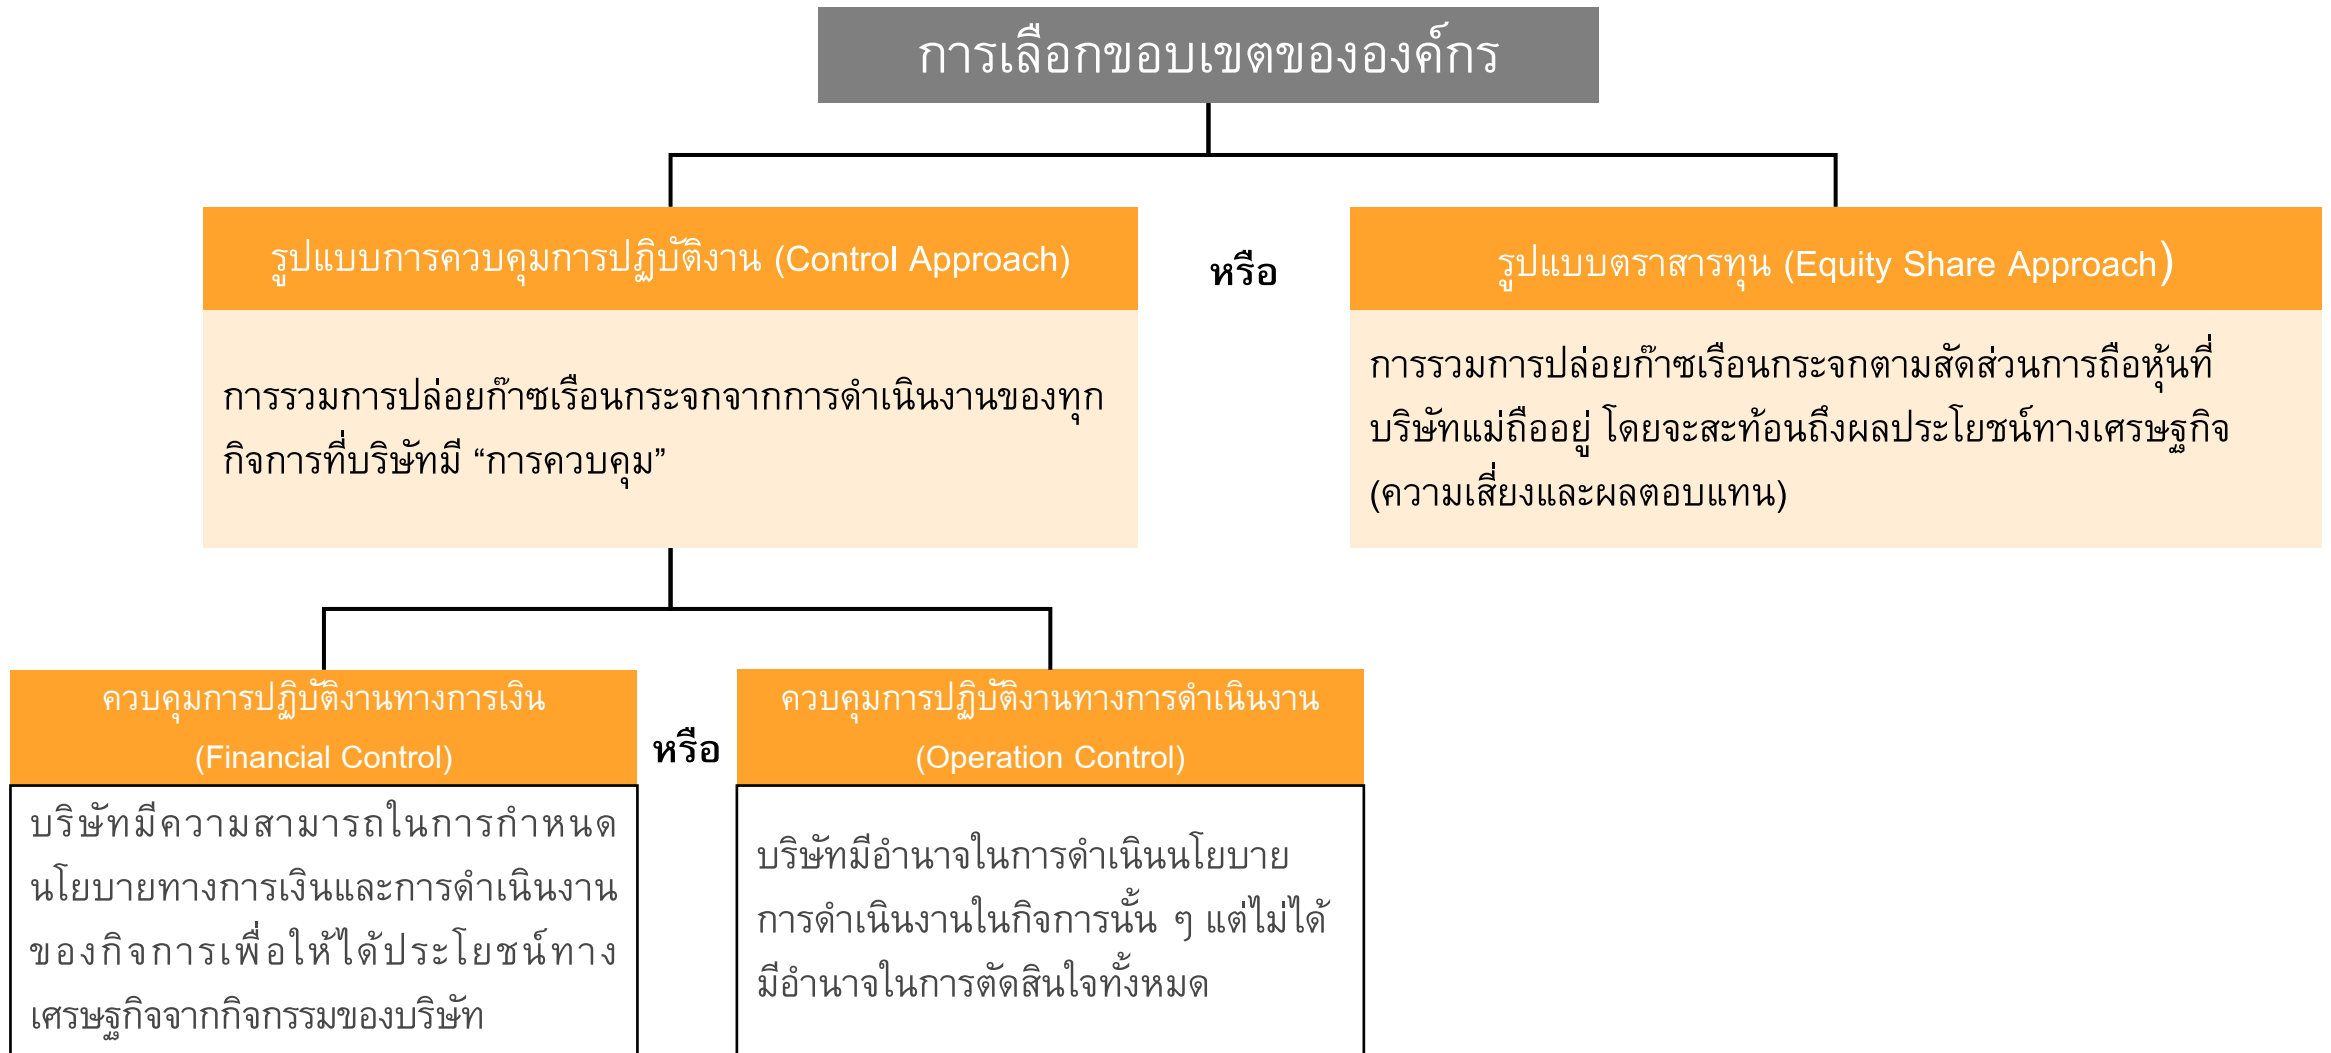 การเลือกขอบเขตขององค์กร
รูปแบบการควบคุมการปฏิบัติงาน (Control Approach)
การรวมการปล่อยก๊าซเรือนกระจกจากการดำเนินงานของทุก
กิจการที่บริษัทมี “การควบคุม”
หรือ
รูปแบบตราสารทุน (Equity Share Approach)
การรวมการปล่อยก๊าซเรือนกระจกตามสัดส่วนการถือหุ้นที่
บริษัทแม่ถืออยู่ โดยจะสะท้อนถึงผลประโยชน์ทางเศรษฐกิจ
(ความเสี่ยงและผลตอบแทน)
ควบคุมการปฏิบัติงานทางการเงิน
(Financial Control)
บริษัทมีความสามารถในการกำหนด
นโยบายทางการเงินและการดำเนินงาน
ของกิจการเพื่อให้ได้ประโยชน์ทาง
เศรษฐกิจจากกิจกรรมของบริษัท
หรือ
ควบคุมการปฏิบัติงานทางการดำเนินงาน
(Operation Control)
บริษัทมีอำนาจในการดำเนินนโยบาย
การดำเนินงานในกิจการนั้น ๆ แต่ไม่ได้
มีอำนาจในการตัดสินใจทั้งหมด